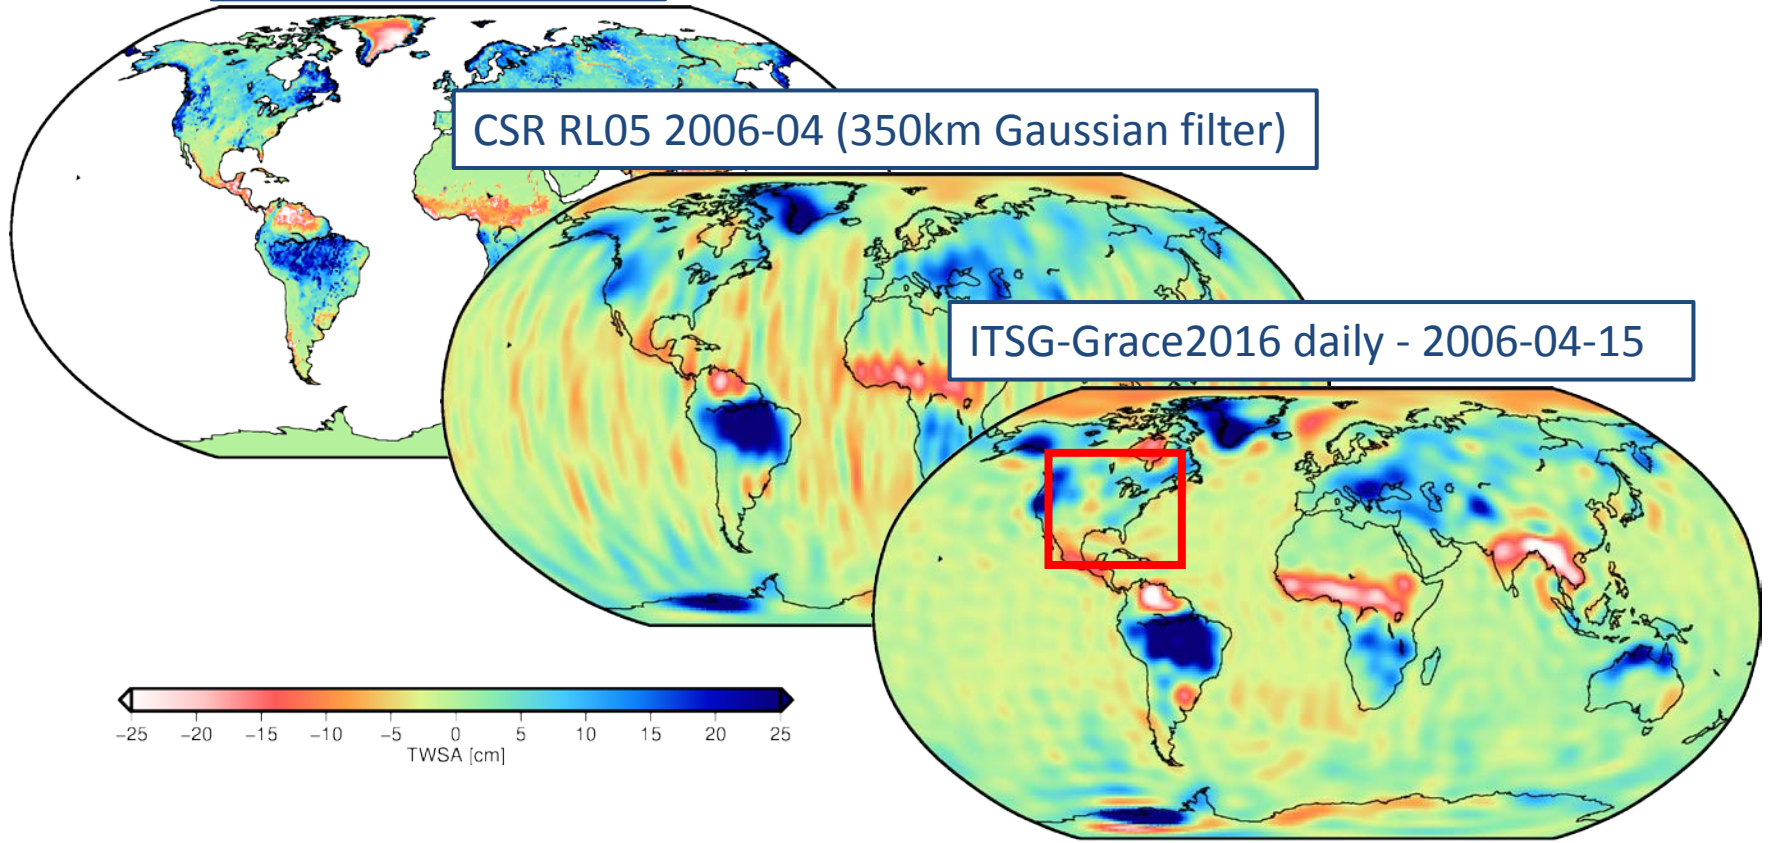 CSR RL05 2006-04 (350km Gaussian filter)
ITSG-Grace2016 daily - 2006-04-15
−25 −20 −15 −10 −5 0 5 10 15 20 25
TWSA [cm]